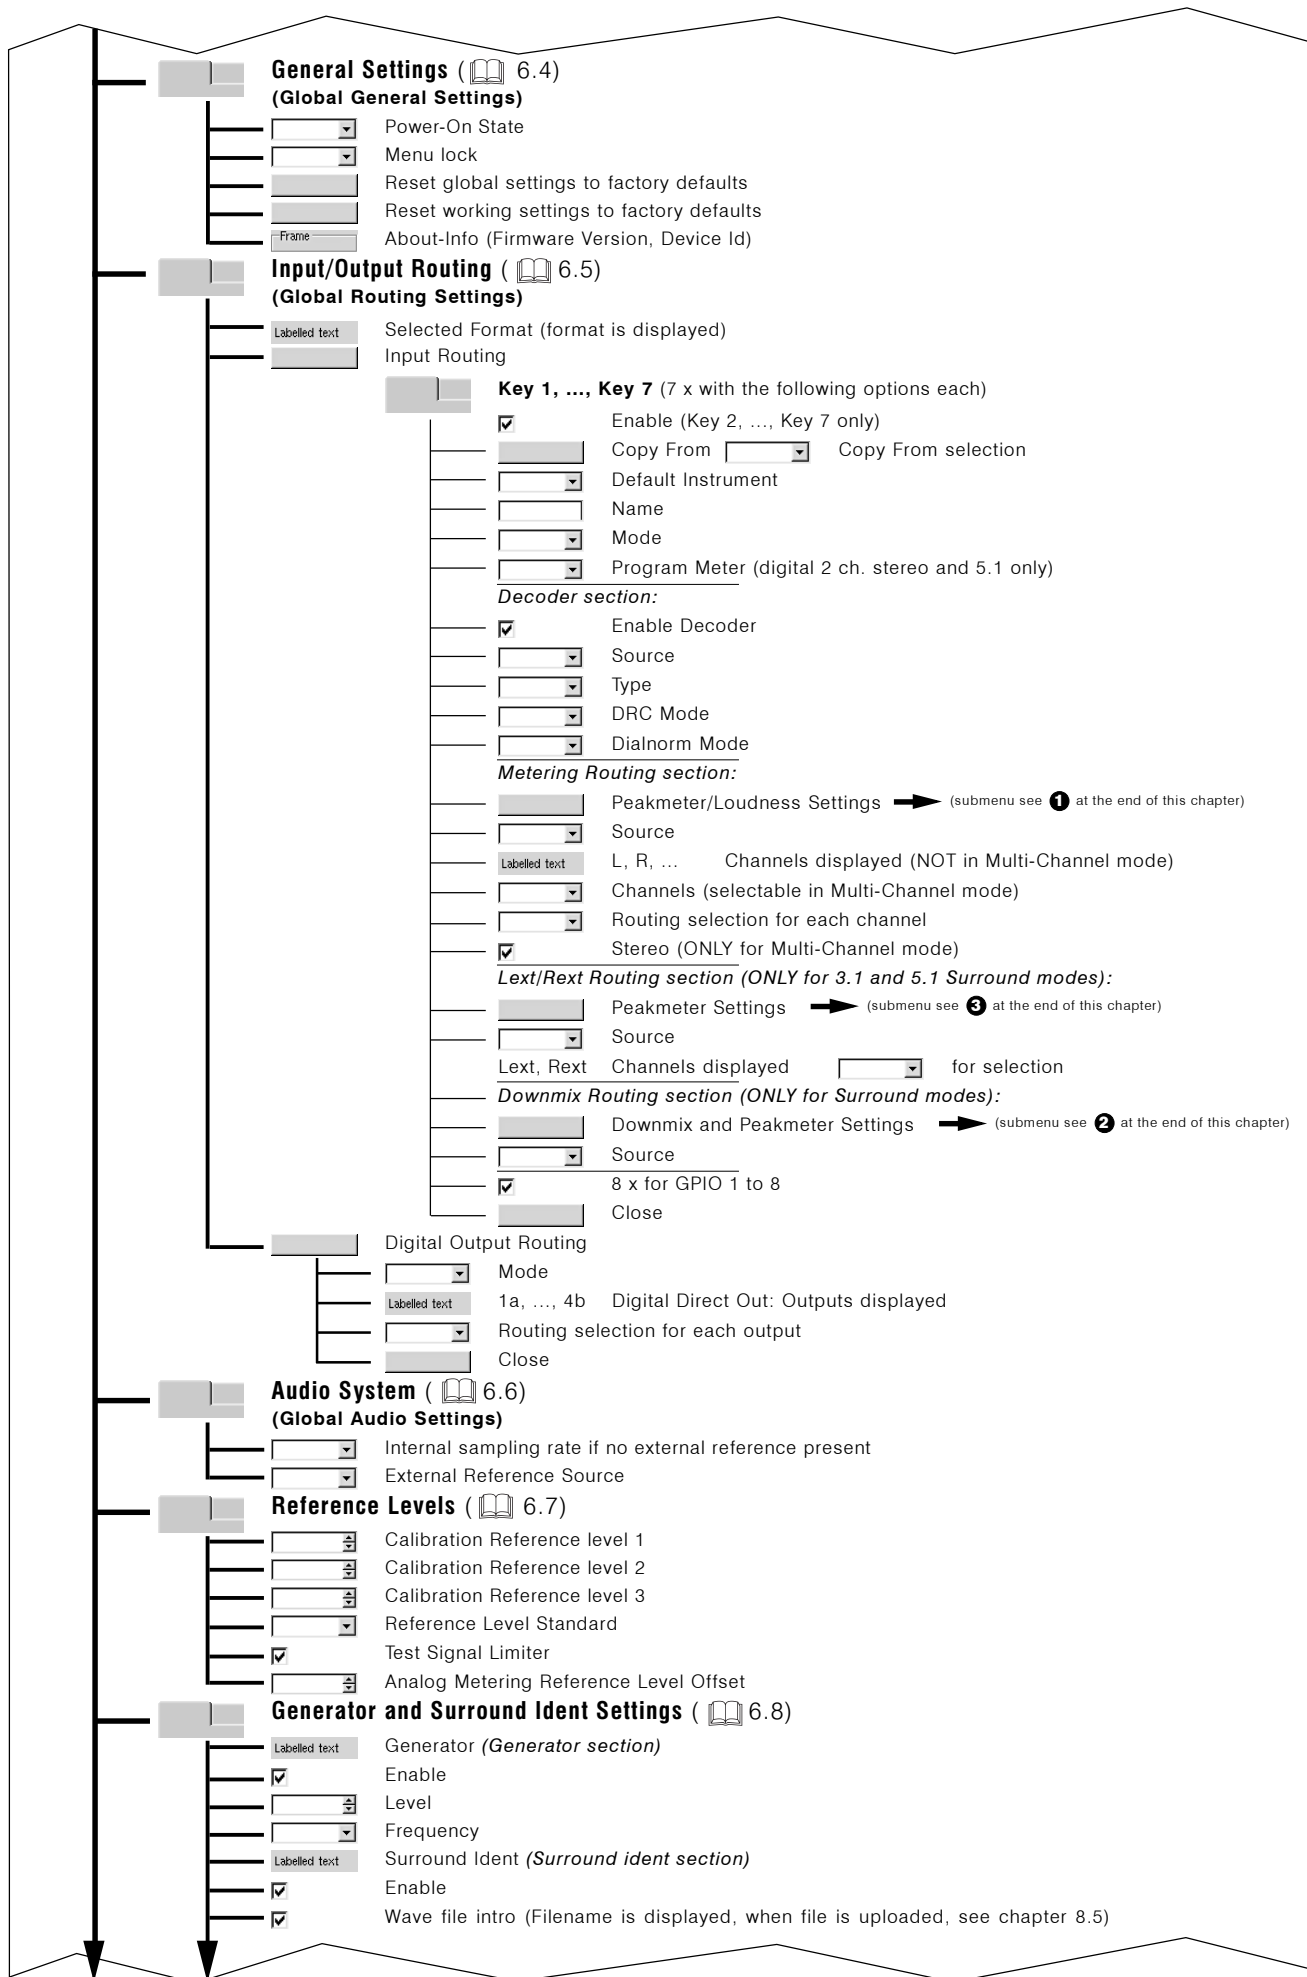 General Settings ( 6.4)
(Global General Settings)
Power-On State
Menu lock
Reset global settings to factory defaults
Reset working settings to factory defaults
Frame About-Info (Firmware Version, Device Id)
Input/Output Routing ( 6.5)
(Global Routing Settings)
Labelled text Selected Format (format is displayed)
Input Routing
Key 1, ..., Key 7 (7 x with the following options each)
Enable (Key 2, ..., Key 7 only)
Copy From Copy From selection
Default Instrument
Name
Mode
Program Meter (digital 2 ch. stereo and 5.1 only)
Decoder section:
Enable Decoder
Source
Type
DRC Mode
Dialnorm Mode
Metering Routing section:
Peakmeter/Loudness Settings (submenu see 1 at the end of this chapter)
Source
Labelled text L, R, ... Channels displayed (NOT in Multi-Channel mode)
Channels (selectable in Multi-Channel mode)
Routing selection for each channel
Stereo (ONLY for Multi-Channel mode)
Lext/Rext Routing section (ONLY for 3.1 and 5.1 Surround modes):
Peakmeter Settings (submenu see 3 at the end of this chapter)
Source
Lext, Rext Channels displayed for selection
Downmix Routing section (ONLY for Surround modes):
Downmix and Peakmeter Settings (submenu see 2 at the end of this chapter)
Source
8 x for GPIO 1 to 8
Close
Digital Output Routing
Mode
Labelled text 1a, ..., 4b Digital Direct Out: Outputs displayed
Routing selection for each output
Close
Audio System ( 6.6)
(Global Audio Settings)
Internal sampling rate if no external reference present
External Reference Source
Reference Levels ( 6.7)
Calibration Reference level 1
Calibration Reference level 2
Calibration Reference level 3
Reference Level Standard
Test Signal Limiter
Analog Metering Reference Level Offset
Generator and Surround Ident Settings ( 6.8)
Labelled text Generator (Generator section)
Enable
Level
Frequency
Labelled text Surround Ident (Surround ident section)
Enable
Wave file intro (Filename is displayed, when file is uploaded, see chapter 8.5)